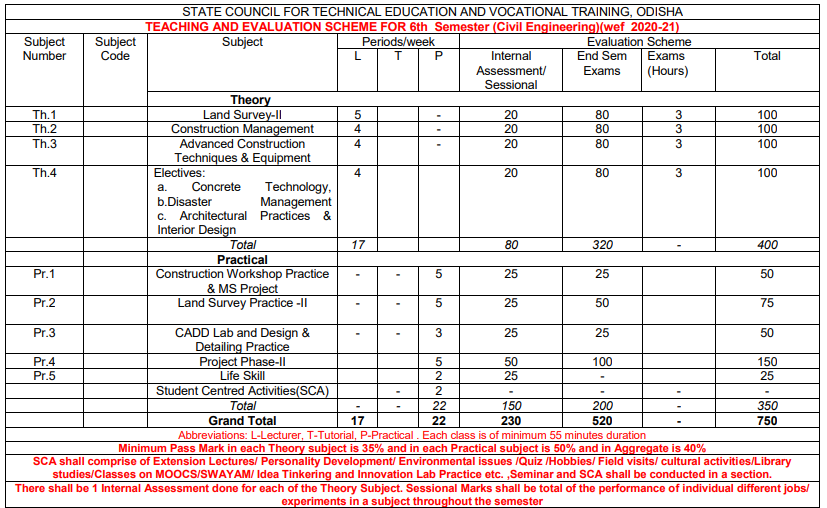 STATE COUNCIL FOR TECHNICAL EDUCATION AND VOCATIONAL TRAINING, ODISHA
TEACHING AND EVALUATION SCHEME FOR 6th Semester (Civil Engineering)(wef 2020-21)
Subject Subject Subject Periods/week Evaluation Scheme
Number Code L T P Internal End Sem Exams Total
Assessment/ Exams (Hours)
Sessional
Theory
Th.1 Land Survey-II 5 - 20 80 3 100
Th.2 Construction Management 4 - 20 80 3 100
Th.3 Advanced Construction 4 - 20 80 3 100
Techniques & Equipment
Th.4 Electives: 4 20 80 3 100
a. Concrete Technology,
b.Disaster Management
c. Architectural Practices &
Interior Design
Total 17 80 320 - 400
Practical
Pr.1 Construction Workshop Practice - - 5 25 25 50
& MS Project
Pr.2 Land Survey Practice -II - - 5 25 50 75
Pr.3 CADD Lab and Design & - - 3 25 25 50
Detailing Practice
Pr.4 Project Phase-II 5 50 100 150
Pr.5 Life Skill 2 25 - 25
Student Centred Activities(SCA) - 2 - - - -
Total - - 22 150 200 - 350
Grand Total 17 22 230 520 - 750
Abbreviations: L-Lecturer, T-Tutorial, P-Practical . Each class is of minimum 55 minutes duration
Minimum Pass Mark in each Theory subject is 35% and in each Practical subject is 50% and in Aggregate is 40%
SCA shall comprise of Extension Lectures/ Personality Development/ Environmental issues /Quiz /Hobbies/ Field visits/ cultural activities/Library
studies/Classes on MOOCS/SWAYAM/ Idea Tinkering and Innovation Lab Practice etc. ,Seminar and SCA shall be conducted in a section.
There shall be 1 Internal Assessment done for each of the Theory Subject. Sessional Marks shall be total of the performance of individual different jobs/
experiments in a subject throughout the semester